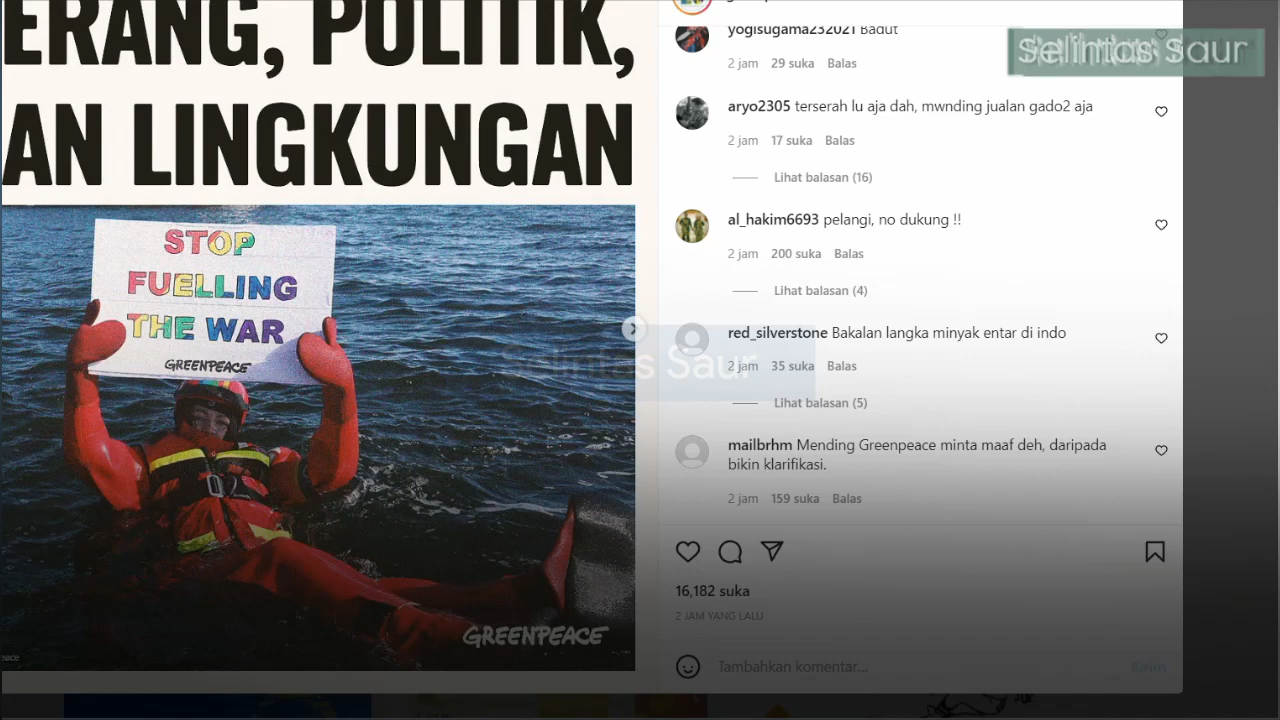 ERANG, POLITIK,
AN LINGKUNGAN
STOP
FUELLING
THE WAR
GREENPEACE
GREENPEACE
yogisugama232021 Badut
2 jam 29 suka Balas
aryo2305 terserah lu aja dah, mwnding jualan gado2 aja
2 jam 17 suka Balas
Lihat balasan (16)
al_hakim6693 pelangi, no dukung !!
2 jam 200 suka Balas
Lihat balasan (4)
red_silverstone Bakalan langka minyak entar di indo
2 jam 35 suka Balas
Lihat balasan (5)
mailbrhm Mending Greenpeace minta maaf deh, daripada
bikin klarifikasi.
2 jam 159 suka Balas
16,182 suka
2 JAM YANG LALU
Tambahkan komentar...
Kirim
Selintas Saur
Selintas Saur